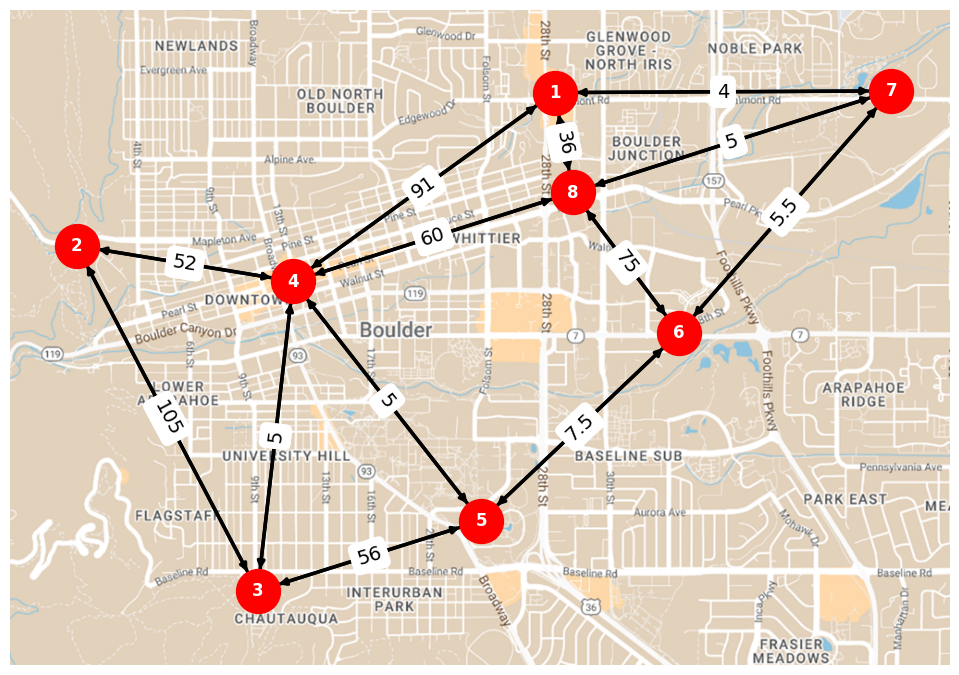 NEWLANDS
Evergreen Ave
Broadway
Glenwood Dr
28th St
GLENWOOD
GROVE -
NORTH IRIS
NOBLE PARK
OLD NORTH
BOULDER
Folsom St
Edgewood Dr
1
4
7
4th St
Alpine Ave
36
BOULDER
JUNCTION
5
157
9th St
13th St
91
28th St
8
Pearl Pkwy
5.5
Pine St
2
Mapleton Ave
Pine St
52
60
WHITTIER
75
4
Walnut St
119
Foothills Pkwy
DOWNTOW
Pearl St
Boulder Canyon Dr
Boulder
28th St
7
6
7
119
6th St
93
17th St
Folsom St
Foothills Pkwy
LOWER
9th St
105
5
5
7.5
ARAPAHOE
RIDGE
UNIVERSITY HILL
BASELINE SUB
93
9th St
13th St
16th St
28th St
30th St
Pennsylvania Ave
PARK EAST
FLAGSTAFF
5
Aurora Ave
Mohawk Dr
56
Baseline Rd
3
Baseline Rd
Baseline Rd
Baseline Rd
CHAUTAUQUA
INTERURBAN
PARK
Broadway
36
Inca Pkwy
Manhattan Dr
FRASIER
MEADOWS